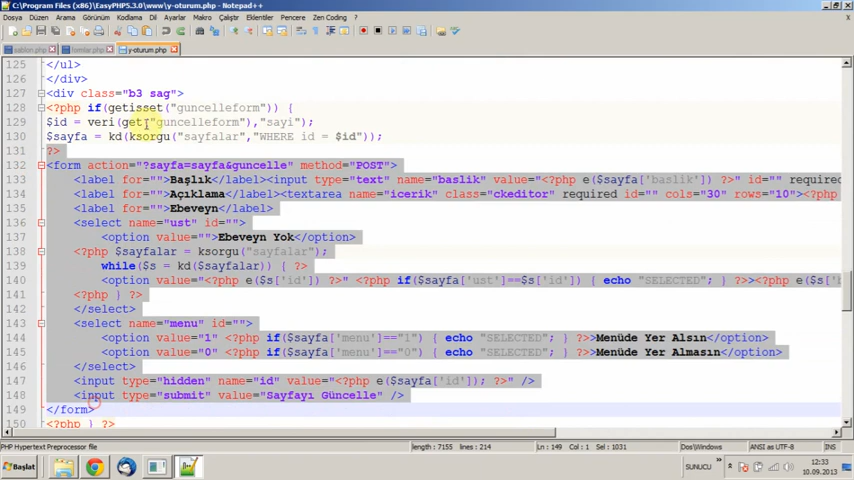 C:\Program Files (x86)\EasyPHP5.3.0\www\y-oturum.php - Notepad++
Dosya Düzen Ara Görünüm Kodlama Dil Ayarlar Makro Çalıştır Eklentiler Pencere Zen Coding ?
sablon.php formlar.php y-oturum.php
125 </ul>
126 </div>
127 <div class="b3 sag">
128 <?php if(getisset("guncelleform")) {
129 $id = veri(get("guncelleform"),"sayi");
130 $sayfa = kd(ksorgu("sayfalar","WHERE id = $id"));
131 ?>
132 <form action="?sayfa=sayfa&guncelle" method="POST">
133 <label for="">Başlık</label><input type="text" name="baslik" value="<?php e($sayfa['baslik']) ?>" id="" required
134 <label for="">Açıklama</label><textarea name="icerik" class="ckeditor" required id="" cols="30" rows="10"><?php
135 <label for="">Ebeveyn</label>
136 <select name="ust" id="">
137 <option value="">Ebeveyn Yok</option>
138 <?php $sayfalar = ksorgu("sayfalar");
139 while($s = kd($sayfalar)) { ?>
140 <option value="<?php e($s['id']) ?>" <?php if($sayfa['ust']==$s['id']) { echo "SELECTED"; } ?>><?php e($s['b
141 <?php } ?>
142 </select>
143 <select name="menu" id="">
144 <option value="1" <?php if($sayfa['menu']=="1") { echo "SELECTED"; } ?>>Menüde Yer Alsın</option>
145 <option value="0" <?php if($sayfa['menu']=="0") { echo "SELECTED"; } ?>>Menüde Yer Almasın</option>
146 </select>
147 <input type="hidden" name="id" value="<?php e($sayfa['id']); ?>" />
148 <input type="submit" value="Sayfayı Güncelle" />
149 </form>
150 <?php } ?>
PHP Hypertext Preprocessor file length : 7155 lines : 214 Ln : 149 Col : 1 Sel : 1031 Dos\Windows ANSI as UTF-8 INS
Başlat SUNUCU » 12:33
10.09.2013